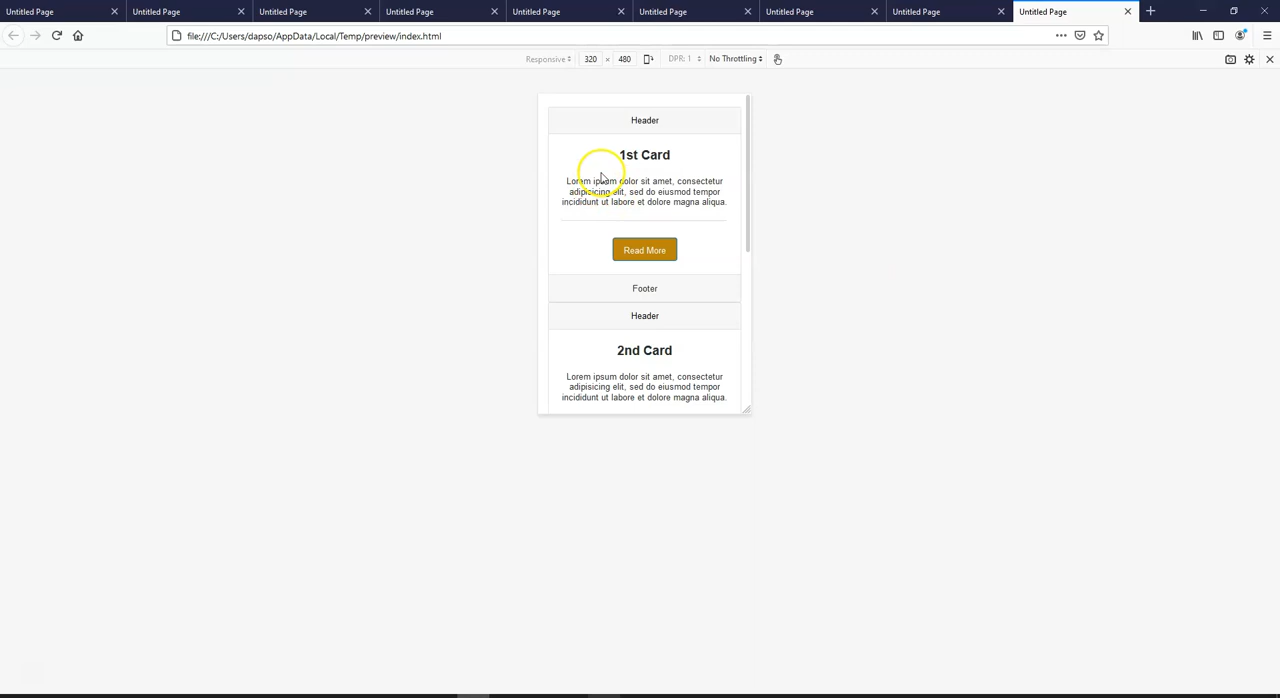 Untitled Page Untitled Page Untitled Page Untitled Page Untitled Page Untitled Page Untitled Page Untitled Page Untitled Page
file:///C:/Users/dapso/AppData/Local/Temp/preview/index.html
Responsive 320 × 480 DPR: 1 No Throttling
Header
1st Card
Lorem ipsum dolor sit amet, consectetur
adipisicing elit, sed do eiusmod tempor
incididunt ut labore et dolore magna aliqua.
Read More
Footer
Header
2nd Card
Lorem ipsum dolor sit amet, consectetur
adipisicing elit, sed do eiusmod tempor
incididunt ut labore et dolore magna aliqua.